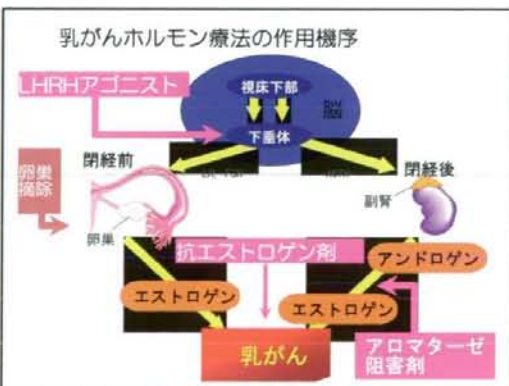 乳がんホルモン療法の作用機序
LHRHアゴニスト
視床下部
下垂体
卵巣
摘除
閉経前
閉経後
副腎
卵巣
抗エストロゲン剤
アンドロゲン
エストロゲン
エストロゲン
乳がん
アロマターゼ
阻害剤